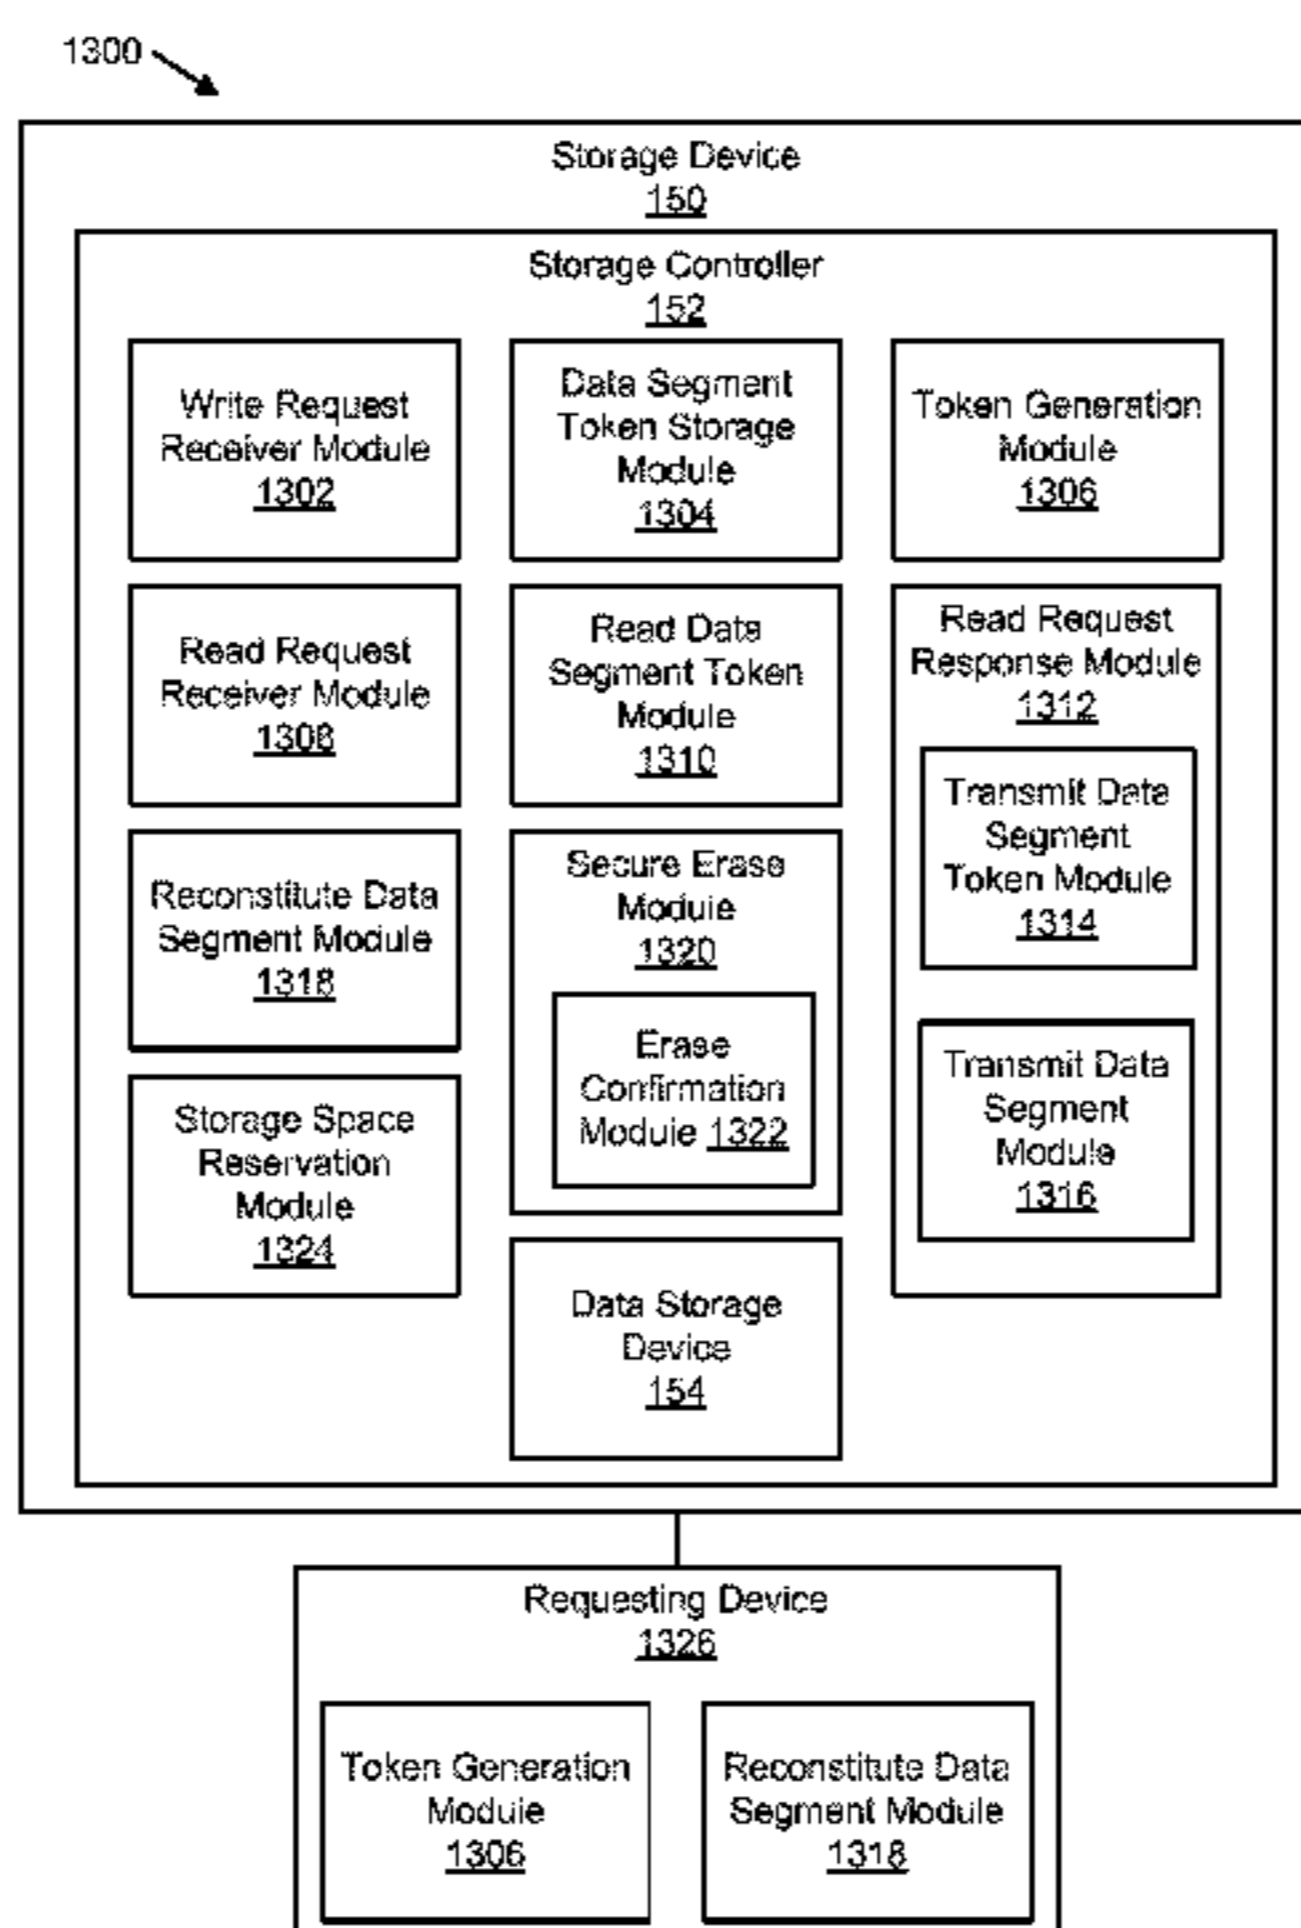 1300
Storage Device
150
Storage Controller
152
Write Request
Receiver Module
1302
Data Segment
Token Storage
Module
1304
Token Generation
Module
1306
Read Request
Receiver Module
1308
Read Data
Segment Token
Module
1310
Read Request
Response Module
1312
Transmit Data
Segment
Token Module
1314
Transmit Data
Segment
Module
1316
Reconstitute Data
Segment Module
1318
Secure Erase
Module
1320
Erase
Confirmation
Module 1322
Storage Space
Reservation
Module
1324
Data Storage
Device
154
Requesting Device
1326
Token Generation
Module
1306
Reconstitute Data
Segment Module
1318